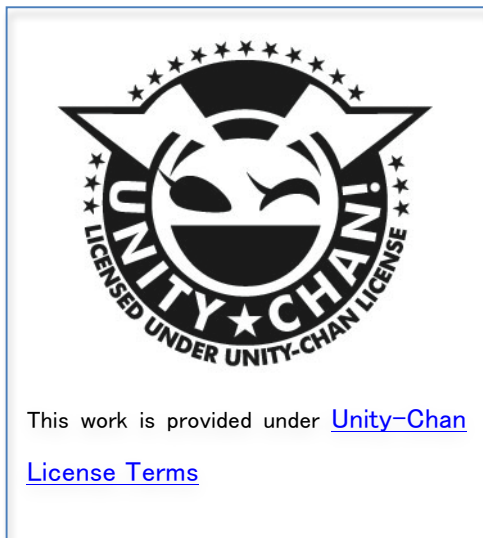 UNITY★CHAN!
LICENSED UNDER UNITY-CHAN LICENSE
This work is provided under Unity-Chan
License Terms